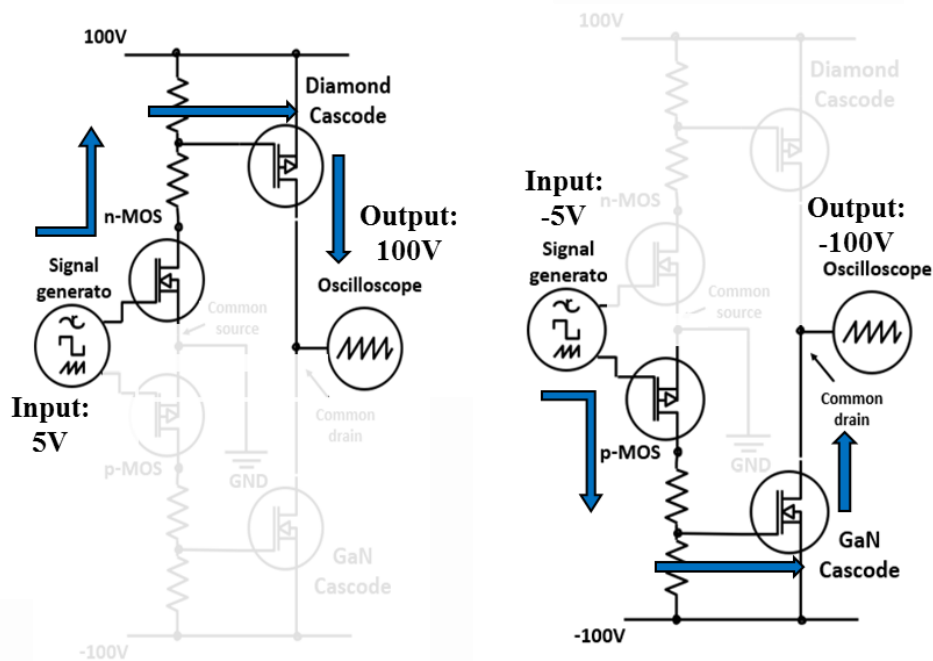 100V
Diamond
Cascode
n-MOS
Output:
100V
Signal
generato
Oscilloscope
Common
source
Input:
5V
Common
drain
p-MOS
GND
GaN
Cascode
-100V
100V
Diamond
Cascode
Input:
-5V
n-MOS
Output:
-100V
Signal
generato
Oscilloscope
Common
source
Common
drain
p-MOS
GND
GaN
Cascode
-100V